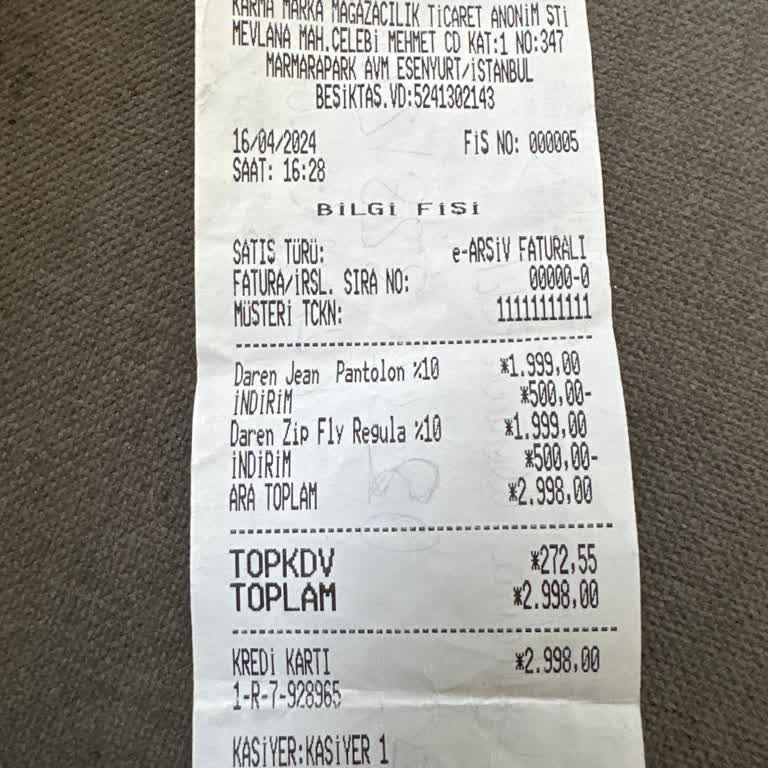 KARMA MARKA MAĞAZACILIK TİCARET ANONİM ŞTİ
MEVLANA MAH.ÇELEBİ MEHMET CD KAT:1 NO:347
MARMARAPARK AVM ESENYURT/İSTANBUL
BEŞİKTAŞ.VD:5241302143
16/04/2024 FİŞ NO: 000005
SAAT: 16:28
BİLGİ FİŞİ
SATIŞ TÜRÜ: e-ARŞİV FATURALI
FATURA/İRSL. SIRA NO: 00000-0
MÜŞTERİ TCKN: 11111111111
Daren Jean Pantolon %10 *1.999,00
İNDİRİM *500,00-
Daren Zip Fly Regula %10 *1.999,00
İNDİRİM *500,00-
ARA TOPLAM *2.998,00
TOPKDV *272,55
TOPLAM *2.998,00
KREDİ KARTI *2.998,00
1-R-7-928965
KASİYER:KASİYER 1